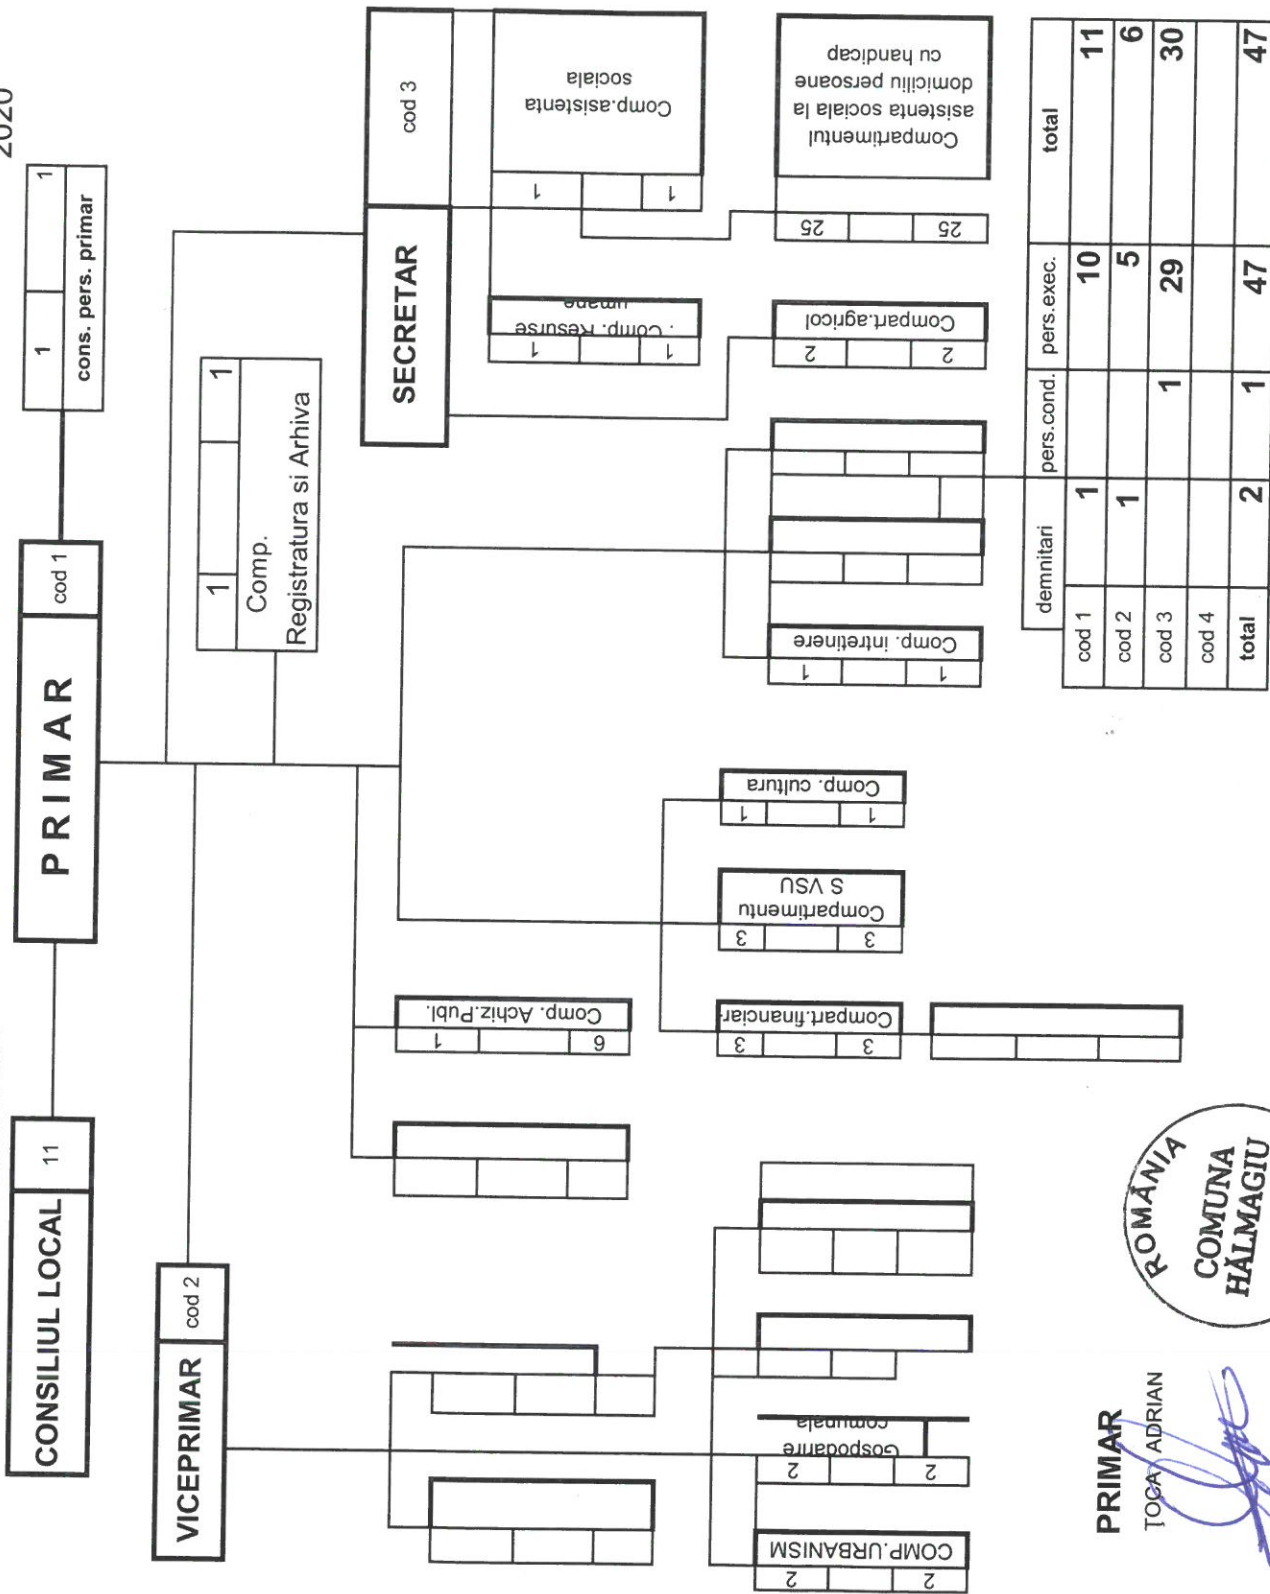 2020
CONSILIUL LOCAL
11
PRIMAR
cod 1
1
1
cons. pers. primar
VICEPRIMAR
cod 2
1
1
Comp.
Registratura si Arhiva
SECRETAR
cod 3
Comp. Achiz.Publ.
1
6
. Comp. Resurse
umane
1
1
Comp.asistenta
sociala
1
1
COMP.URBANISM
2
2
Gospodarire
comunala
2
2
Compart.financiar-
3
3
Compartimentu
S VSU
3
3
Comp. cultura
1
1
Comp. intretinere
1
1
Compart.agricol
2
2
Compartimentul
asistenta sociala la
domiciliu persoane
cu handicap
25
25
demnitari pers.cond. pers.exec. total
cod 1 1 10 11
cod 2 1 5 6
cod 3 1 29 30
cod 4
total 2 1 47 47
PRIMAR
TOCA ADRIAN
ROMÂNIA
COMUNA
HĂLMAGIU